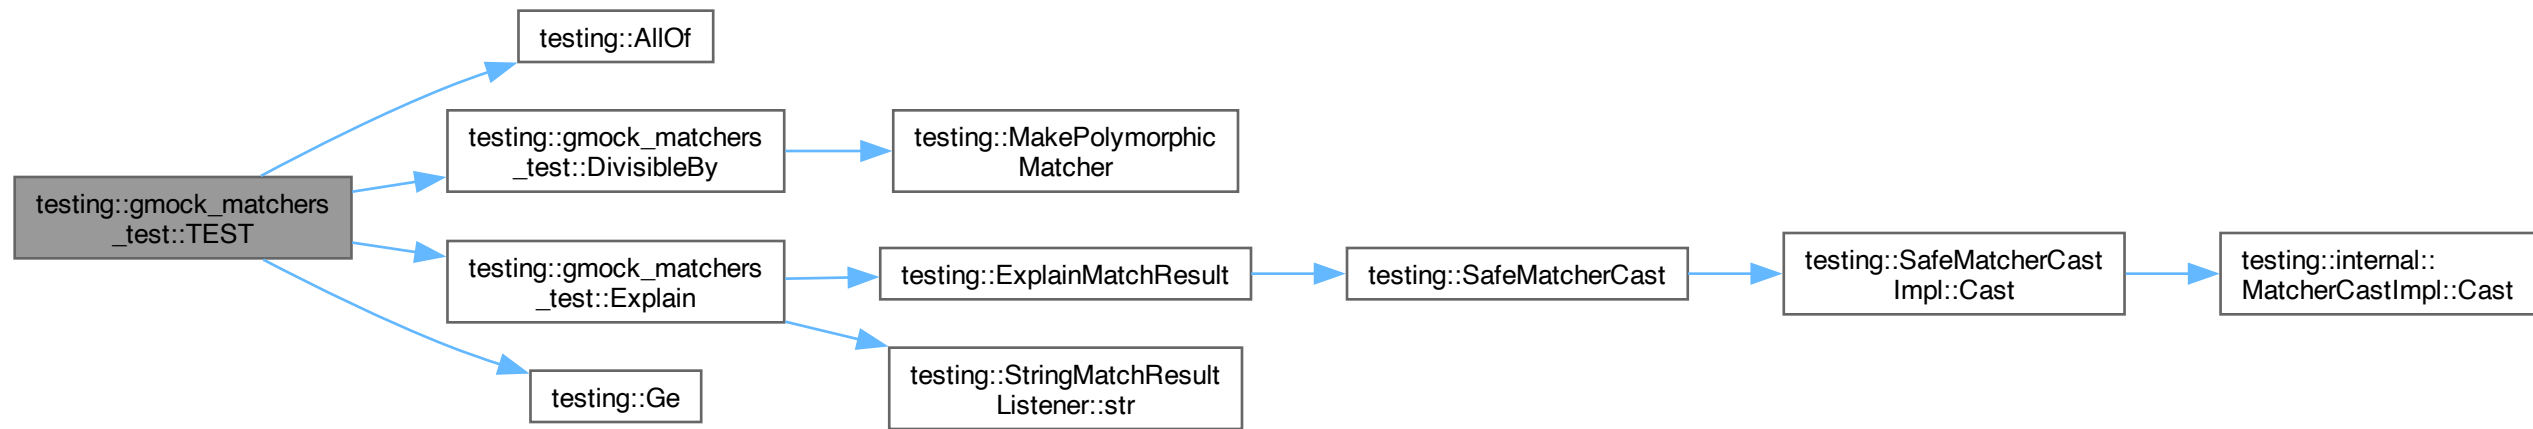 testing::AllOf
testing::gmock_matchers
_test::DivisibleBy
testing::MakePolymorphic
Matcher
testing::gmock_matchers
_test::TEST
testing::gmock_matchers
_test::Explain
testing::ExplainMatchResult
testing::SafeMatcherCast
testing::SafeMatcherCast
Impl::Cast
testing::internal::
MatcherCastImpl::Cast
testing::StringMatchResult
Listener::str
testing::Ge